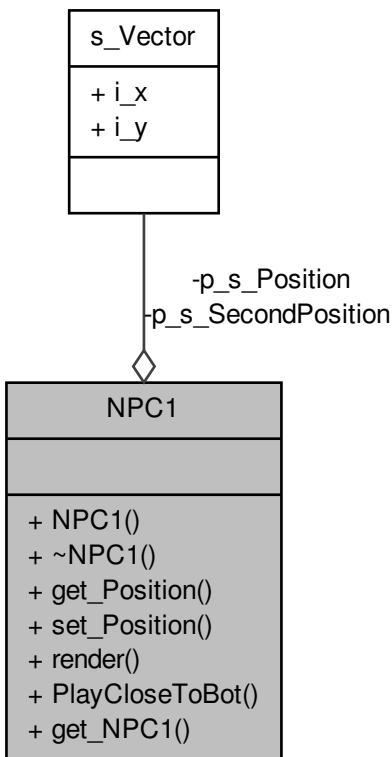 s_Vector
+ i_x
+ i_y
-p_s_Position
-p_s_SecondPosition
NPC1
+ NPC1()
+ ~NPC1()
+ get_Position()
+ set_Position()
+ render()
+ PlayCloseToBot()
+ get_NPC1()